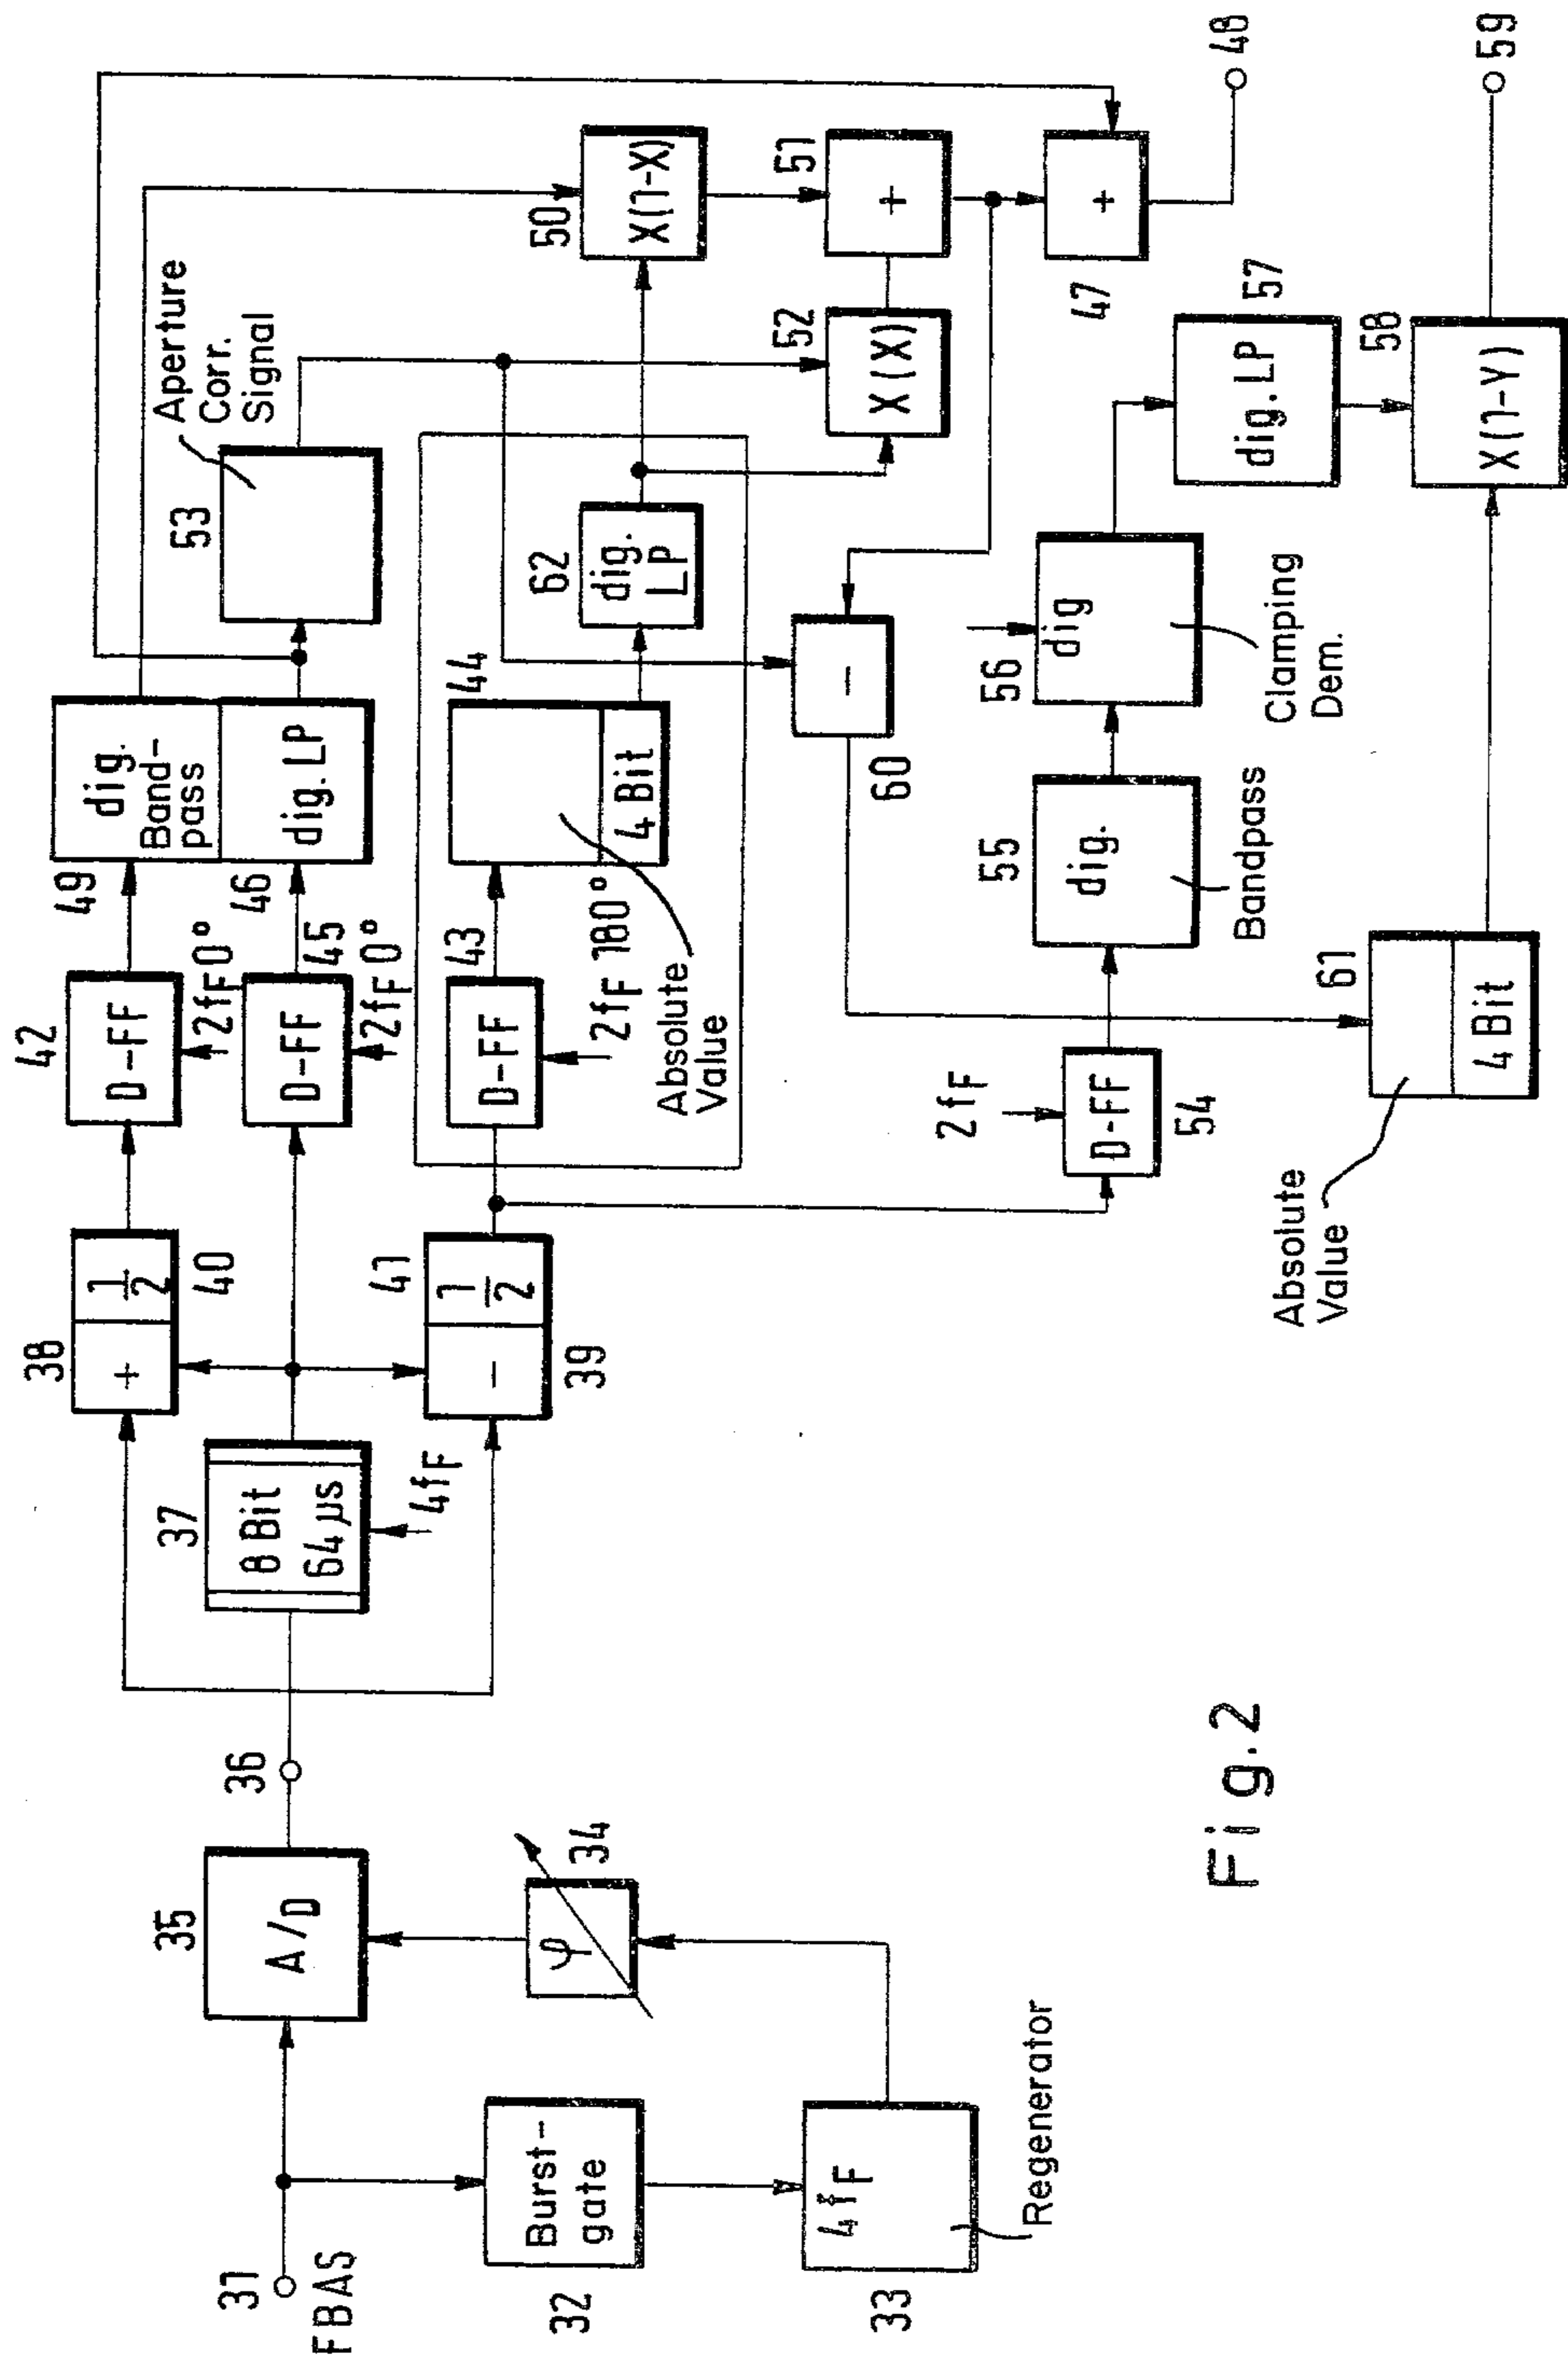 31
FBAS
32
Burst-
gate
33
4fF
Regenerator
34
φ
35
A/D
36
37
8 Bit
64 µs
4fF
38
+
1/2
40
39
−
1/2
41
42
D-FF
2fF 0°
45
D-FF
2fF 0°
43
D-FF
2fF 180°
Absolute
Value
49
dig.
Band-
pass
46
dig. LP
44
4 Bit
53
Aperture
Corr.
Signal
62
dig.
LP
50
X(1-X)
52
X(X)
51
+
47
+
48
60
−
54
D-FF
2fF
55
dig.
Bandpass
56
dig
Clamping
Dem.
57
dig. LP
58
X(1-Y)
59
61
4 Bit
Absolute
Value
Fig. 2